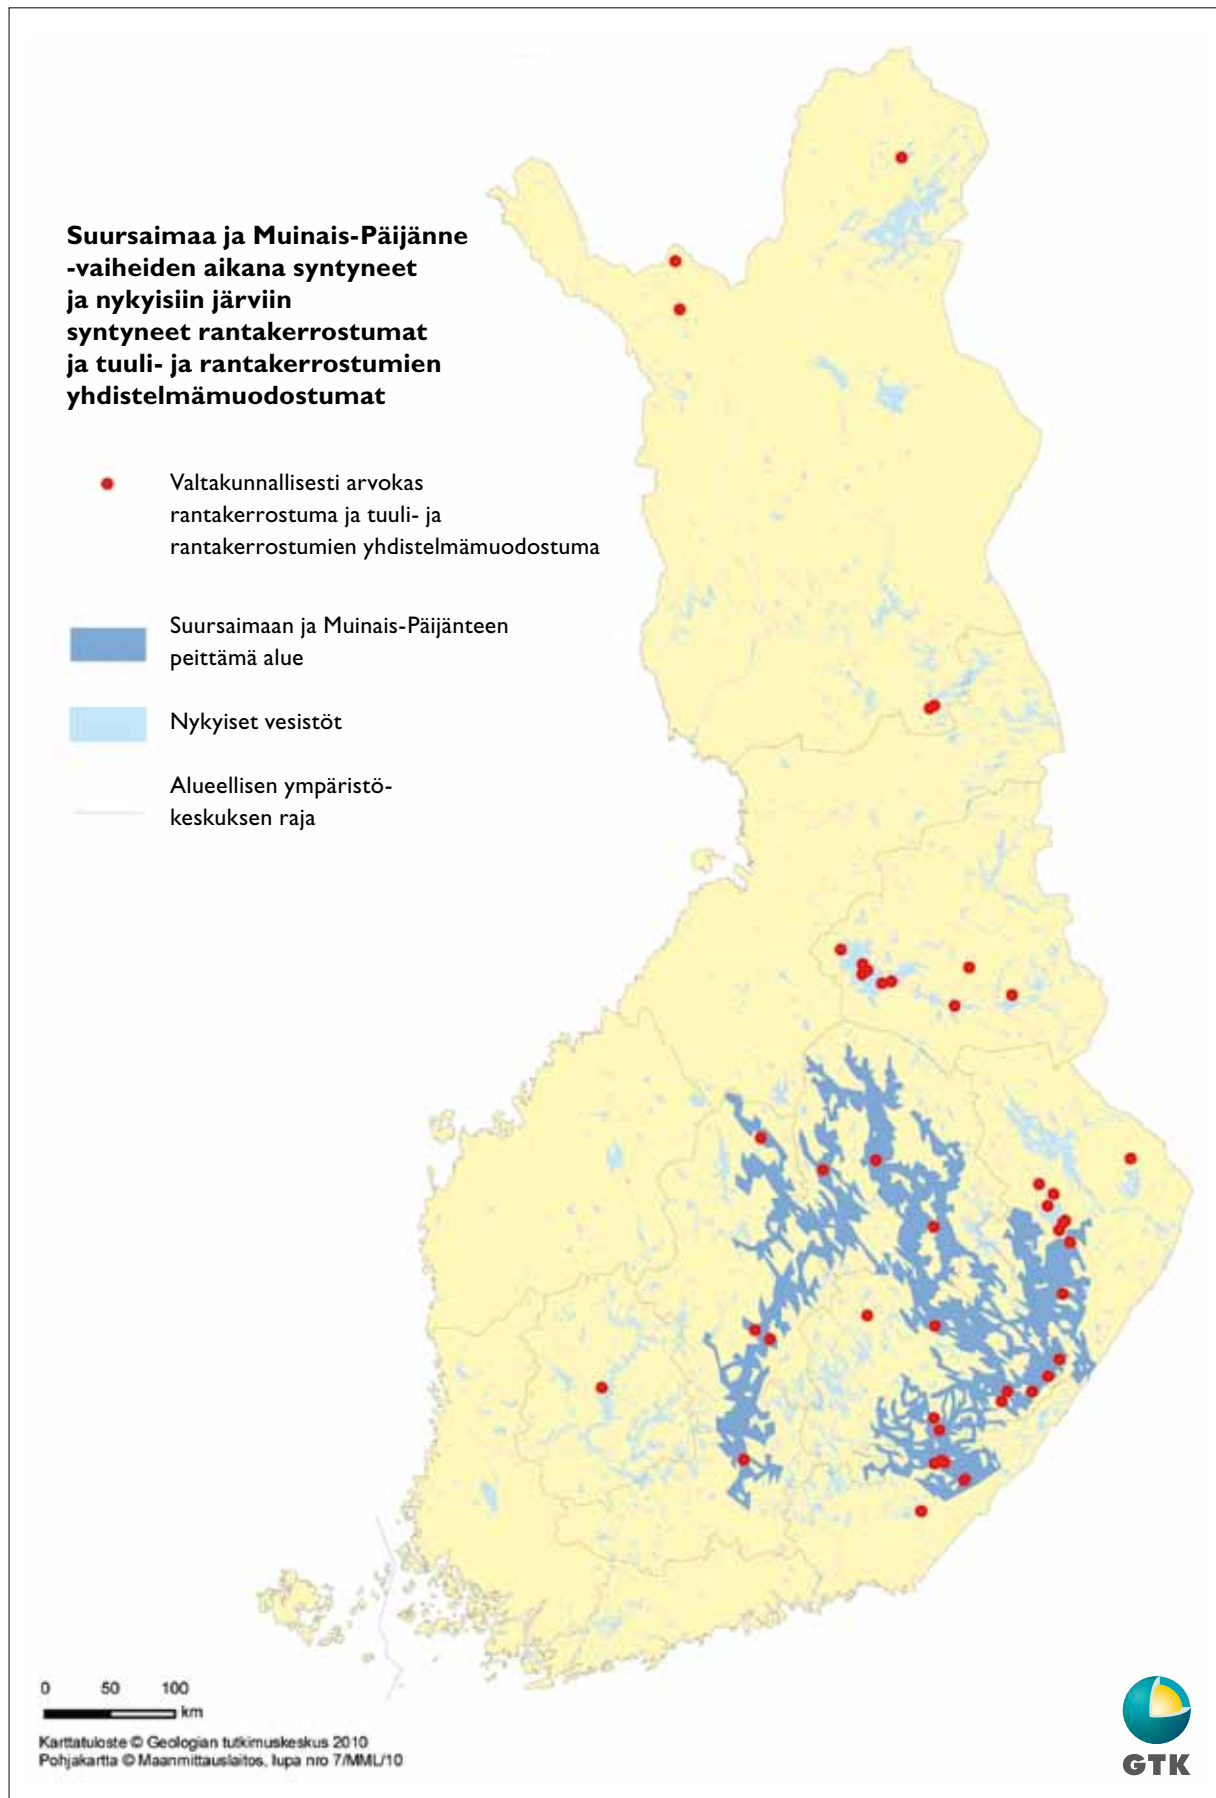 Suursaimaa ja Muinais-Päijänne
-vaiheiden aikana syntyneet
ja nykyisiin järviin
syntyneet rantakerrostumat
ja tuuli- ja rantakerrostumien
yhdistelmämuodostumat
Valtakunnallisesti arvokas
rantakerrostuma ja tuuli- ja
rantakerrostumien yhdistelmämuodostuma
Suursaimaan ja Muinais-Päijänteen
peittämä alue
Nykyiset vesistöt
Alueellisen ympäristö-
keskuksen raja
0 50 100
km
Karttatuloste © Geologian tutkimuskeskus 2010
Pohjakartta © Maanmittauslaitos, lupa nro 7/MML/10
GTK